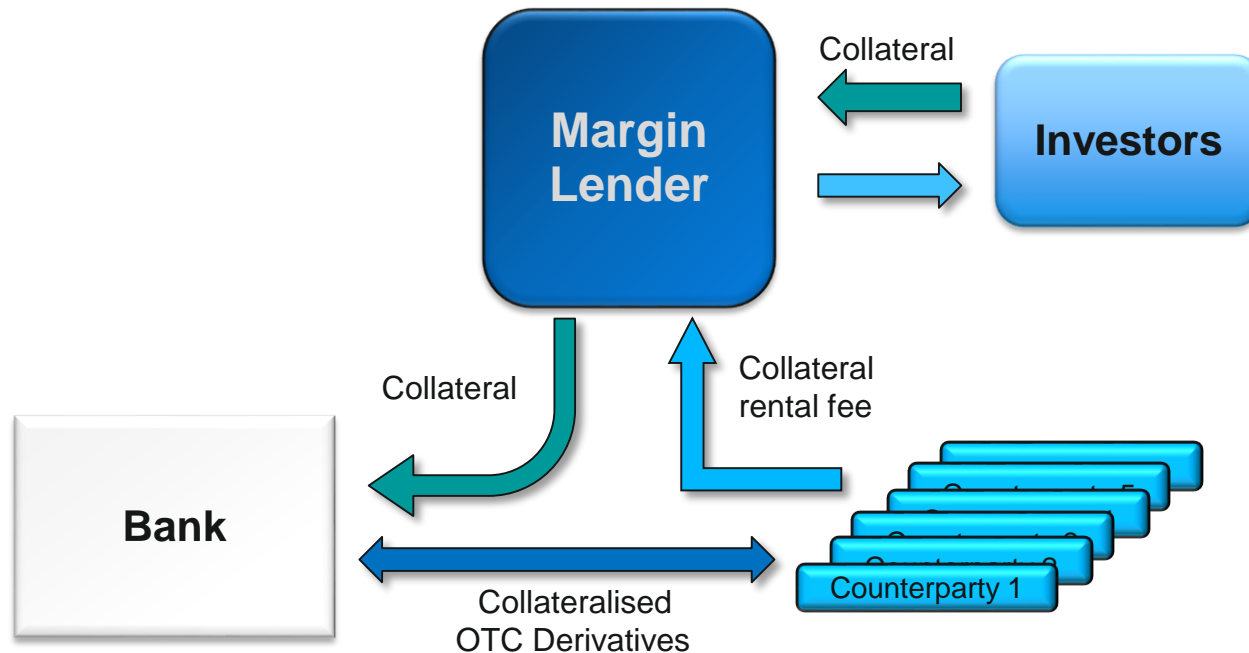 Collateral
Margin
Lender
Investors
Collateral
Collateral
rental fee
Bank
Counterparty 1
Collateralised
OTC Derivatives